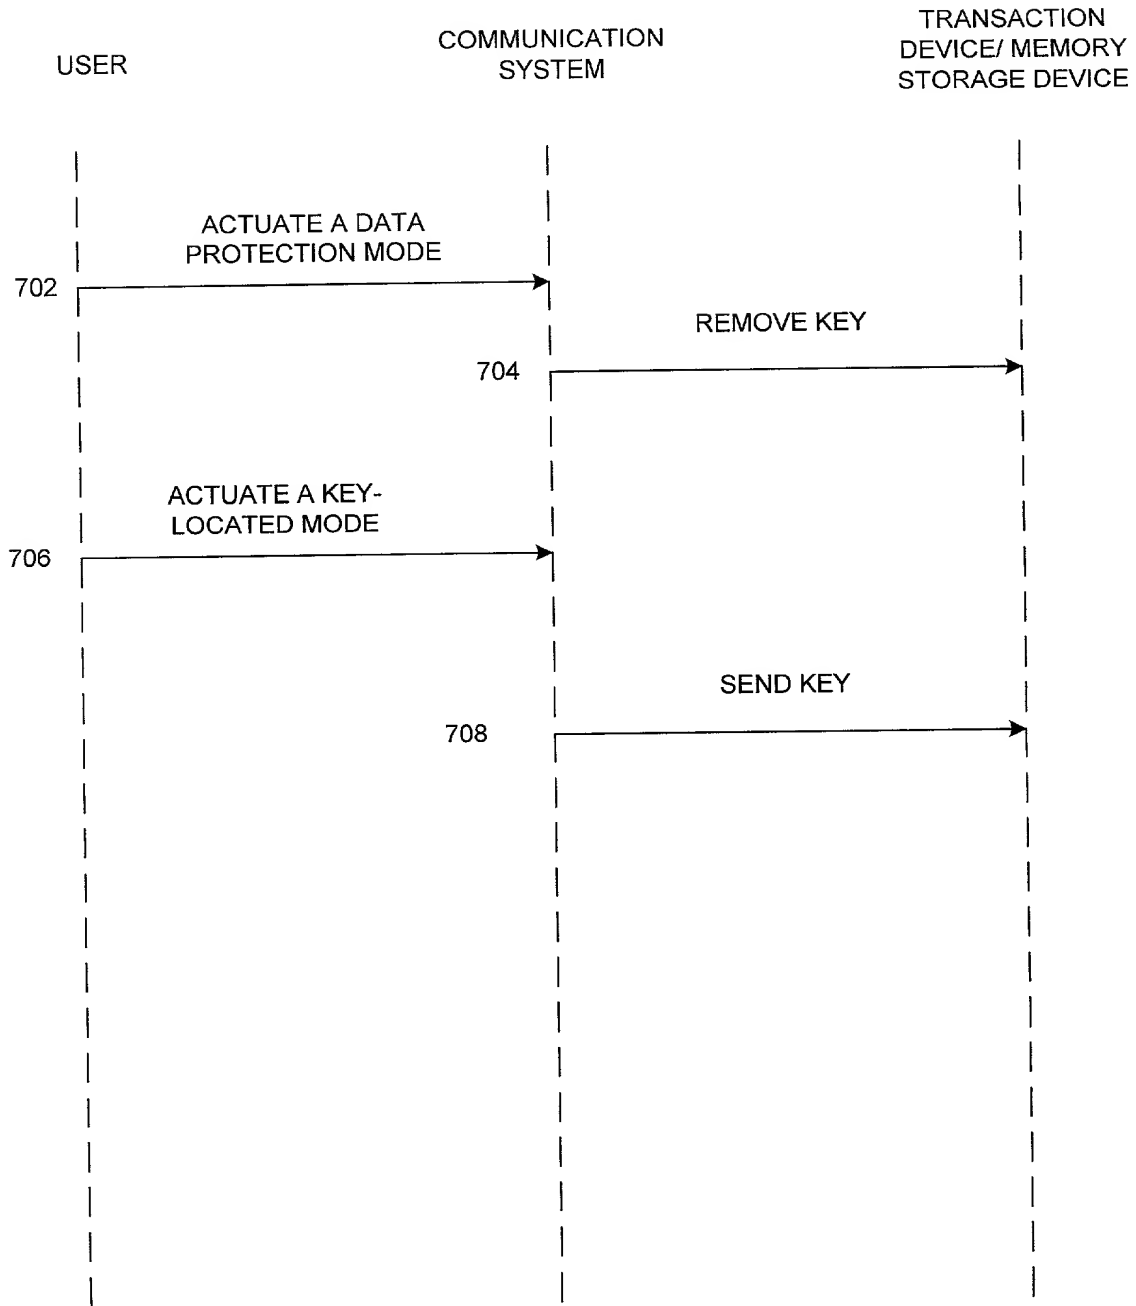 USER
COMMUNICATION
SYSTEM
TRANSACTION
DEVICE/ MEMORY
STORAGE DEVICE
ACTUATE A DATA
PROTECTION MODE
702
REMOVE KEY
704
ACTUATE A KEY-
LOCATED MODE
706
SEND KEY
708